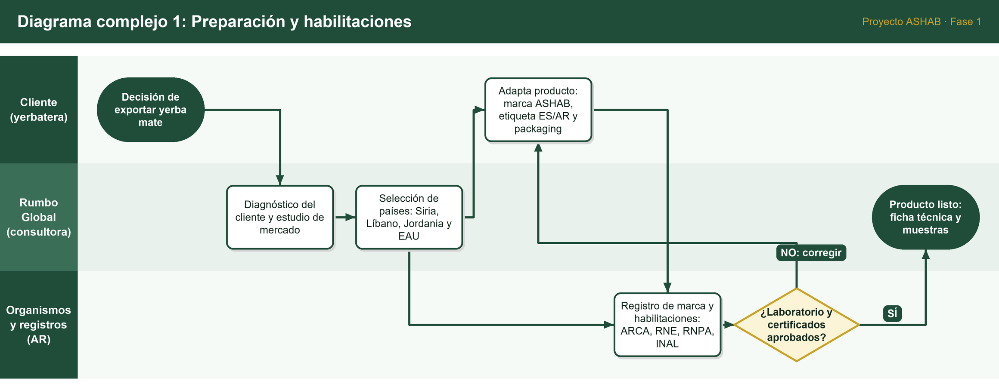 Diagrama complejo 1: Preparación y habilitaciones
Proyecto ASHAB · Fase 1
Cliente
(yerbatera)
Decisión de
exportar yerba
mate
Adapta producto:
marca ASHAB,
etiqueta ES/AR y
packaging
Rumbo
Global
(consultora)
Diagnóstico del
cliente y estudio de
mercado
Selección de
países: Siria,
Líbano, Jordania y
EAU
NO: corregir
Producto listo:
ficha técnica y
muestras
Organismos
y registros
(AR)
Registro de marca y
habilitaciones:
ARCA, RNE, RNPA,
INAL
¿Laboratorio y
certificados
aprobados?
SÍ